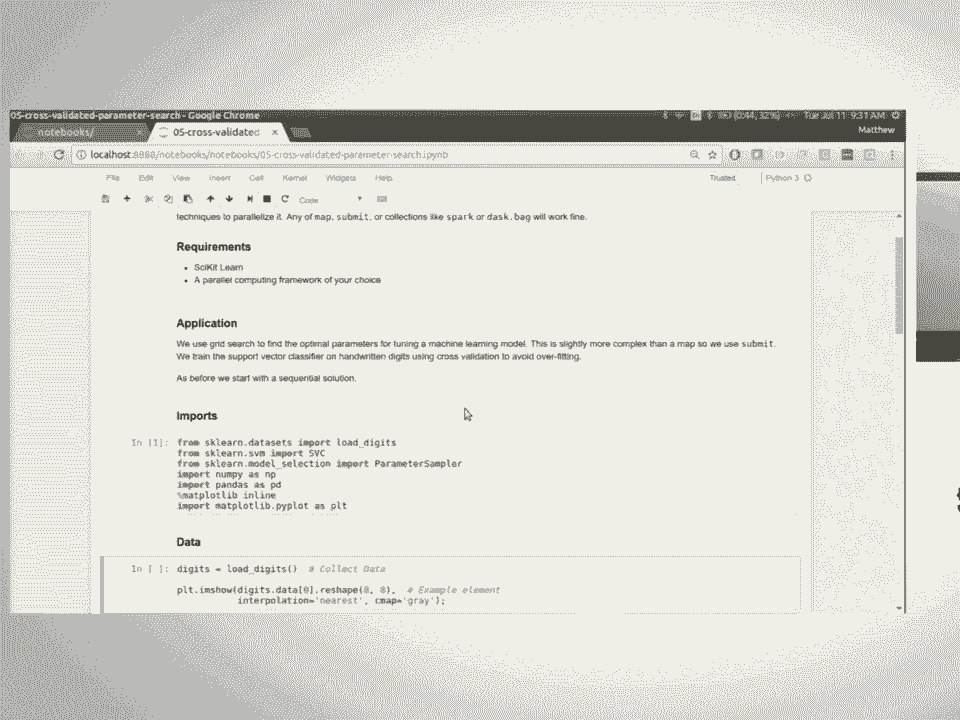 05-cross-validated-parameter-search - Google Chrome
(0:44, 32%) Tue Jul 11 9:31 AM
notebooks/ × 05-cross-validated × Matthew
localhost:8888/notebooks/notebooks/05-cross-validated-parameter-search.ipynb
File Edit View Insert Cell Kernel Widgets Help Trusted Python 3
Code
techniques to parallelize it. Any of map, submit, or collections like spark or dask.bag will work fine.
Requirements
• SciKit Learn
• A parallel computing framework of your choice
Application
We use grid search to find the optimal parameters for tuning a machine learning model. This is slightly more complex than a map so we use submit.
We train the support vector classifier on handwritten digits using cross validation to avoid over-fitting.
As before we start with a sequential solution.
Imports
In [1]: from sklearn.datasets import load_digits
from sklearn.svm import SVC
from sklearn.model_selection import ParameterSampler
import numpy as np
import pandas as pd
%matplotlib inline
import matplotlib.pyplot as plt
Data
In [ ]: digits = load_digits() # Collect Data
plt.imshow(digits.data[0].reshape(8, 8), # Example element
interpolation='nearest', cmap='gray');